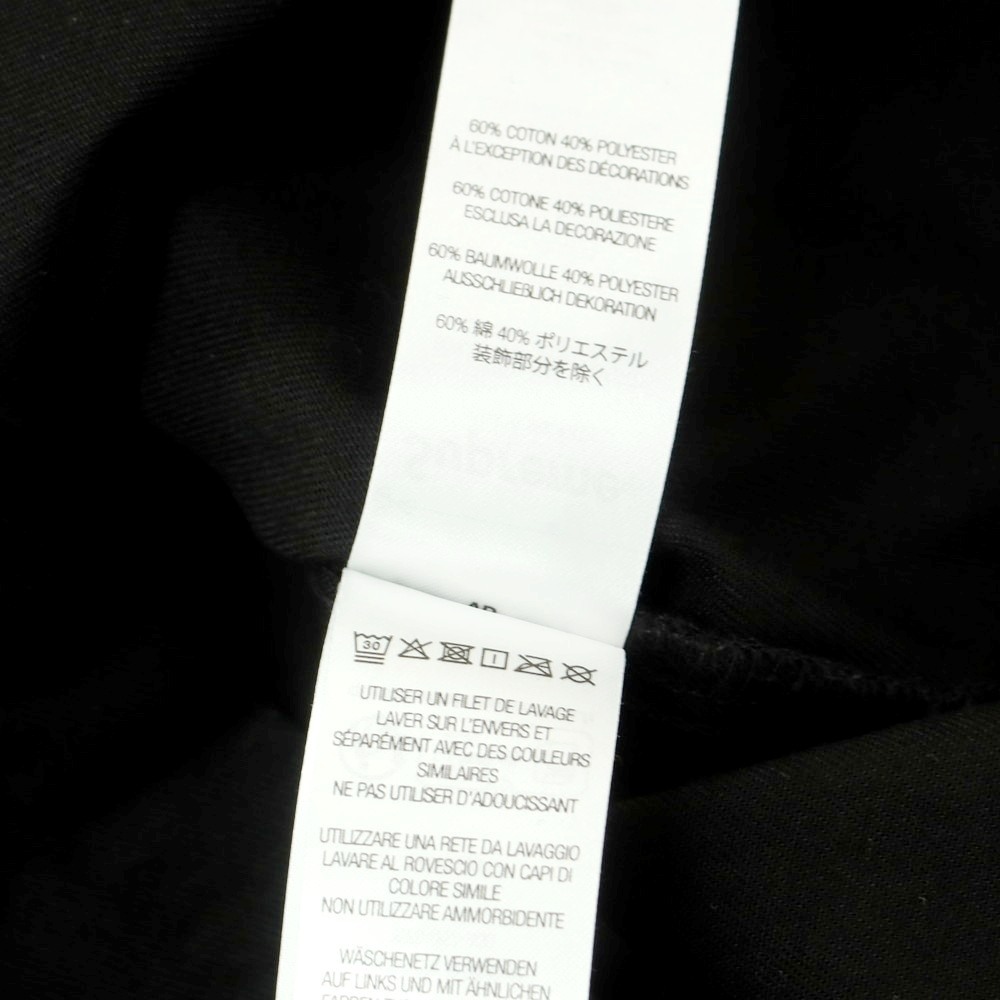 60% COTON 40% POLYESTER
À L'EXCEPTION DES DÉCORATIONS
60% COTONE 40% POLIESTERE
ESCLUSA LA DECORAZIONE
60% BAUMWOLLE 40% POLYESTER
AUSSCHLIEBLICH DEKORATION
60% 綿 40% ポリエステル
装飾部分を除く
30
UTILISER UN FILET DE LAVAGE
LAVER SUR L'ENVERS ET
SÉPARÉMENT AVEC DES COULEURS
SIMILAIRES
NE PAS UTILISER D'ADOUCISSANT
UTILIZZARE UNA RETE DA LAVAGGIO
LAVARE AL ROVESCIO CON CAPI DI
COLORE SIMILE
NON UTILIZZARE AMMORBIDENTE
WÄSCHENETZ VERWENDEN
AUF LINKS UND MIT ÄHNLICHEN